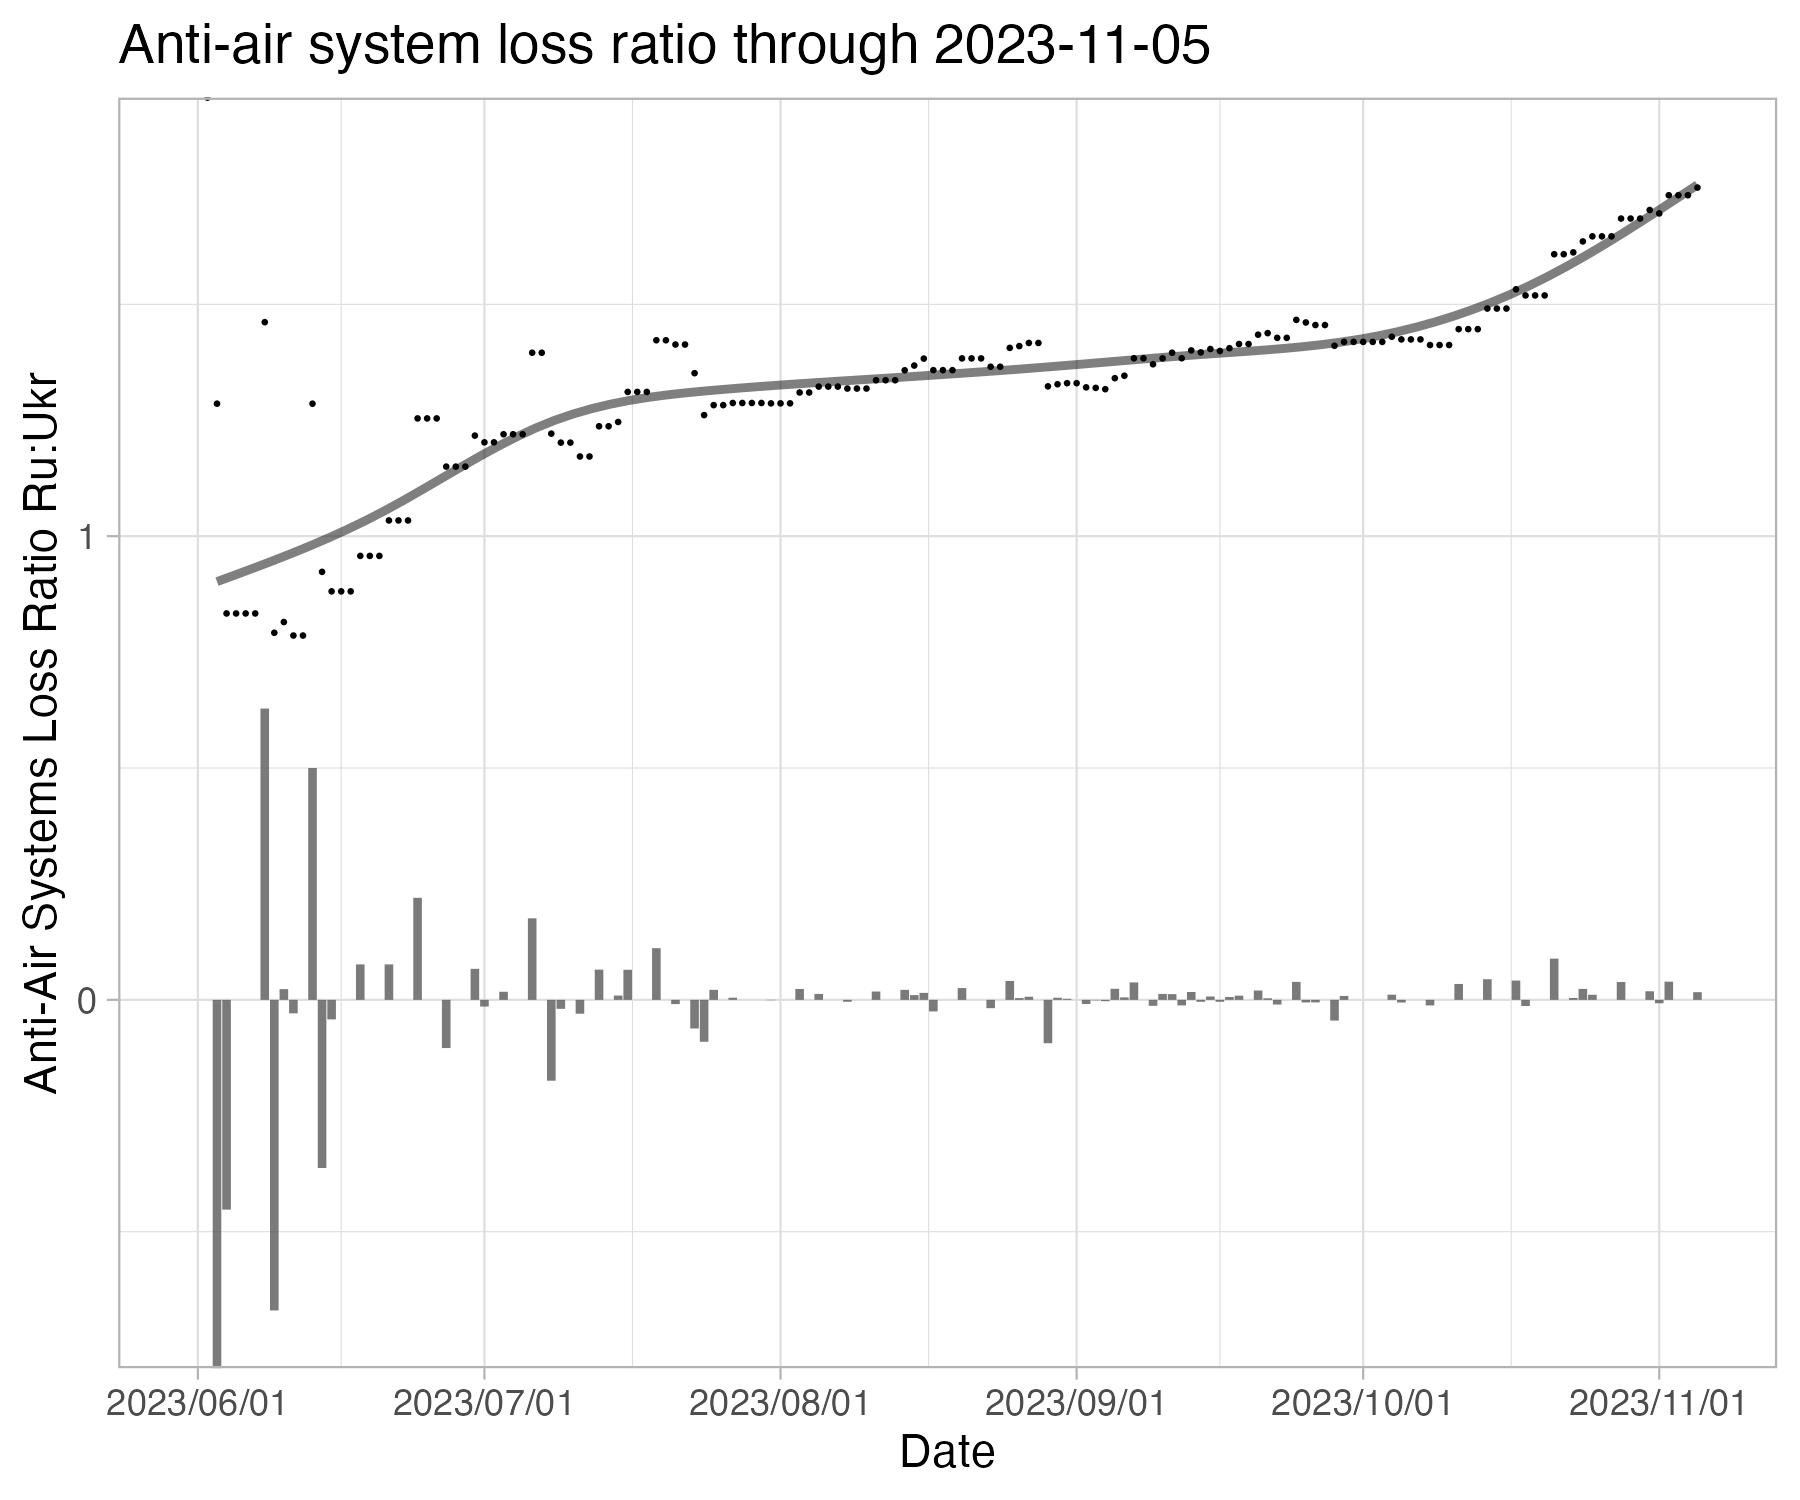 Anti-air system loss ratio through 2023-11-05
Anti-Air Systems Loss Ratio Ru:Ukr
1
0
2023/06/01 2023/07/01 2023/08/01 2023/09/01 2023/10/01 2023/11/01
Date